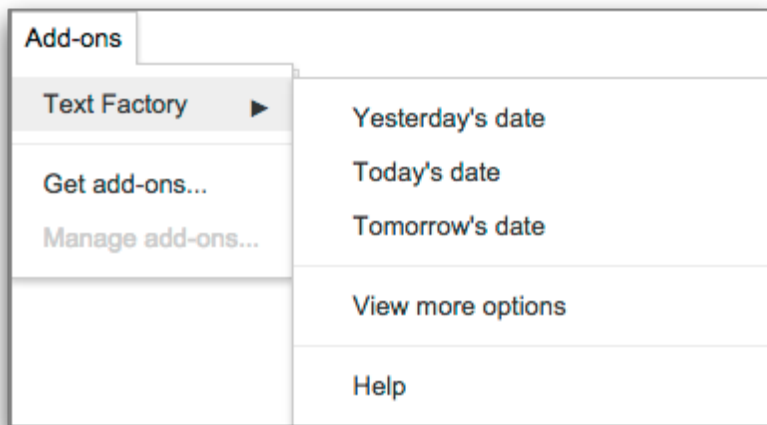 Add-ons
Text Factory
Get add-ons...
Manage add-ons...
Yesterday's date
Today's date
Tomorrow's date
View more options
Help